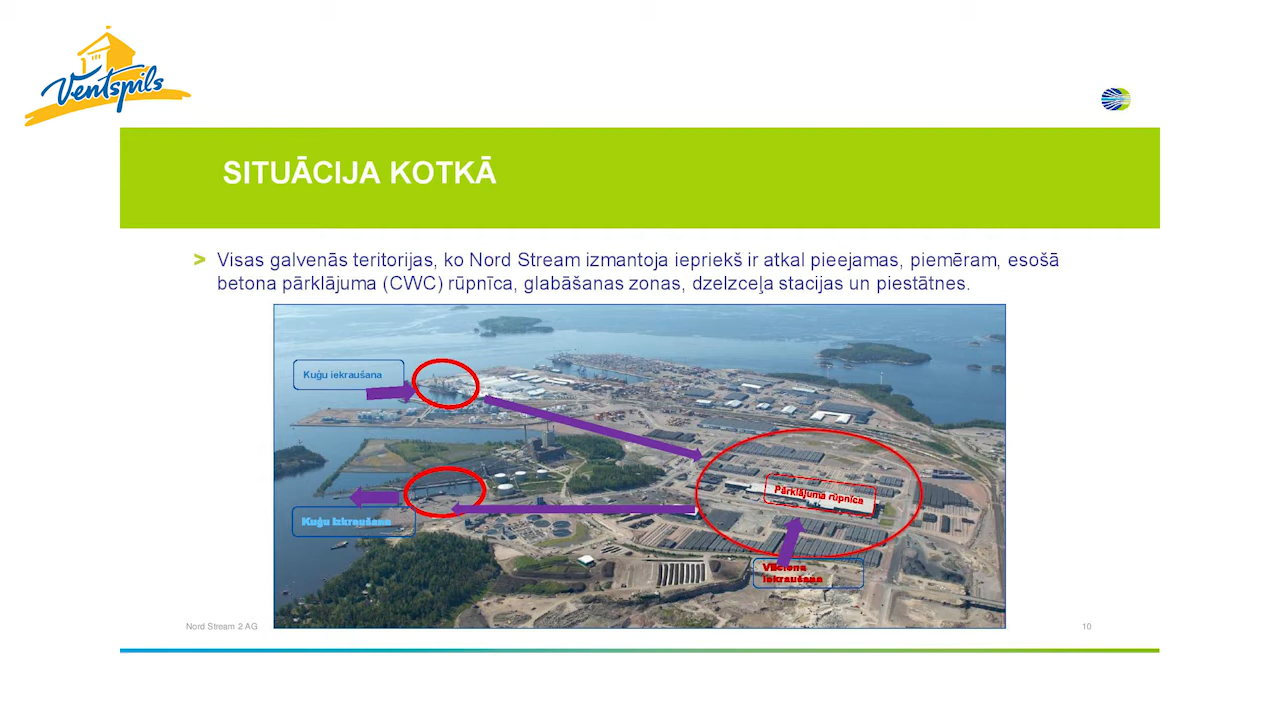 Ventspils
SITUĀCIJA KOTKĀ
> Visas galvenās teritorijas, ko Nord Stream izmantoja iepriekš ir atkal pieejamas, piemēram, esošā
betona pārklājuma (CWC) rūpnīca, glabāšanas zonas, dzelzceļa stacijas un piestātnes.
Kuģu iekraušana
Pārklājuma rūpnīca
Kuģu Izkraušana
Vilciena
iekraušana
Nord Stream 2 AG
10